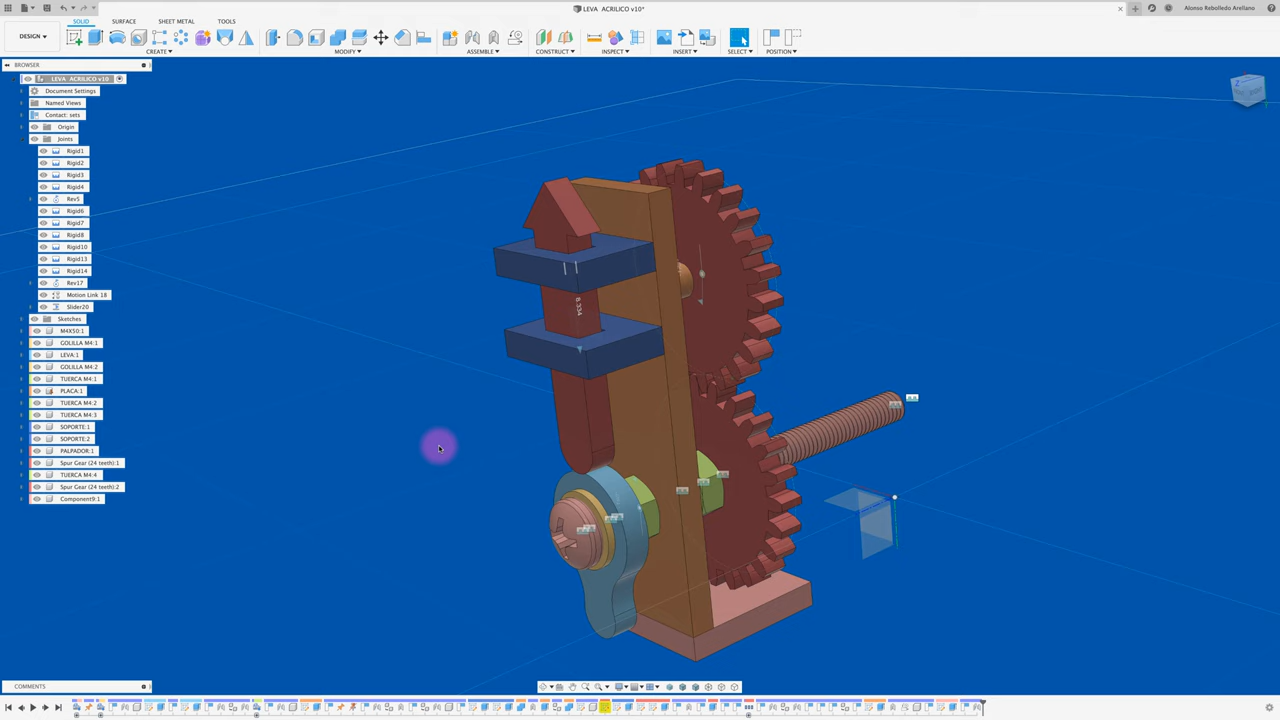 LEVA ACRILICO v10*
Alonso Rebolledo Arellano
SOLID SURFACE SHEET METAL TOOLS
DESIGN
CREATE MODIFY ASSEMBLE CONSTRUCT INSPECT INSERT SELECT POSITION
BROWSER
LEVA ACRILICO v10
Document Settings
Named Views
Contact: sets
Origin
Joints
Rigid1
Rigid2
Rigid3
Rigid4
Rev5
Rigid6
Rigid7
Rigid8
Rigid10
Rigid13
Rigid14
Rev17
Motion Link 18
Slider20
Sketches
M4X50:1
GOLILLA M4:1
LEVA:1
GOLILLA M4:2
TUERCA M4:1
PLACA:1
TUERCA M4:2
TUERCA M4:3
SOPORTE:1
SOPORTE:2
PALPADOR:1
Spur Gear (24 teeth):1
TUERCA M4:4
Spur Gear (24 teeth):2
Component9:1
8.334
COMMENTS